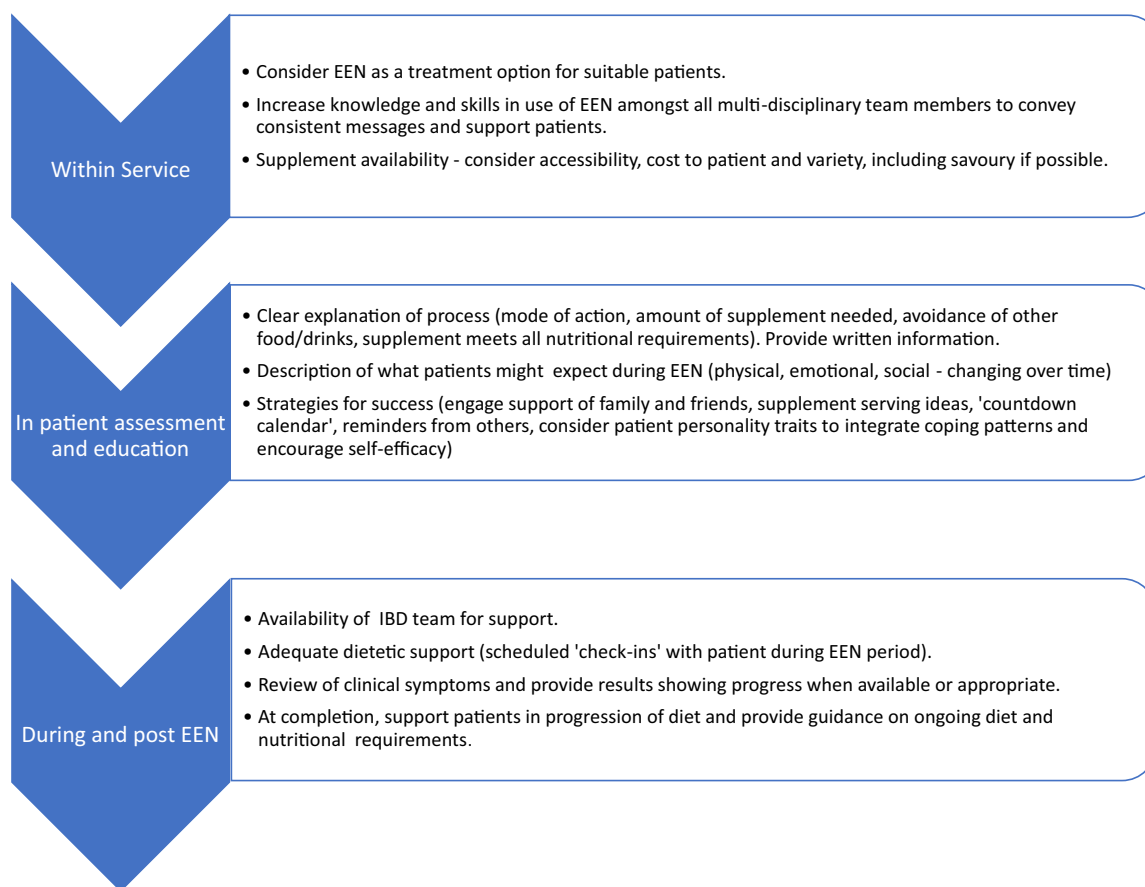 Within Service
• Consider EEN as a treatment option for suitable patients.
• Increase knowledge and skills in use of EEN amongst all multi-disciplinary team members to convey
consistent messages and support patients.
• Supplement availability - consider accessibility, cost to patient and variety, including savoury if possible.
In patient assessment
and education
• Clear explanation of process (mode of action, amount of supplement needed, avoidance of other
food/drinks, supplement meets all nutritional requirements). Provide written information.
• Description of what patients might expect during EEN (physical, emotional, social - changing over time)
• Strategies for success (engage support of family and friends, supplement serving ideas, 'countdown
calendar', reminders from others, consider patient personality traits to integrate coping patterns and
encourage self-efficacy)
During and post EEN
• Availability of IBD team for support.
• Adequate dietetic support (scheduled 'check-ins' with patient during EEN period).
• Review of clinical symptoms and provide results showing progress when available or appropriate.
• At completion, support patients in progression of diet and provide guidance on ongoing diet and
nutritional requirements.